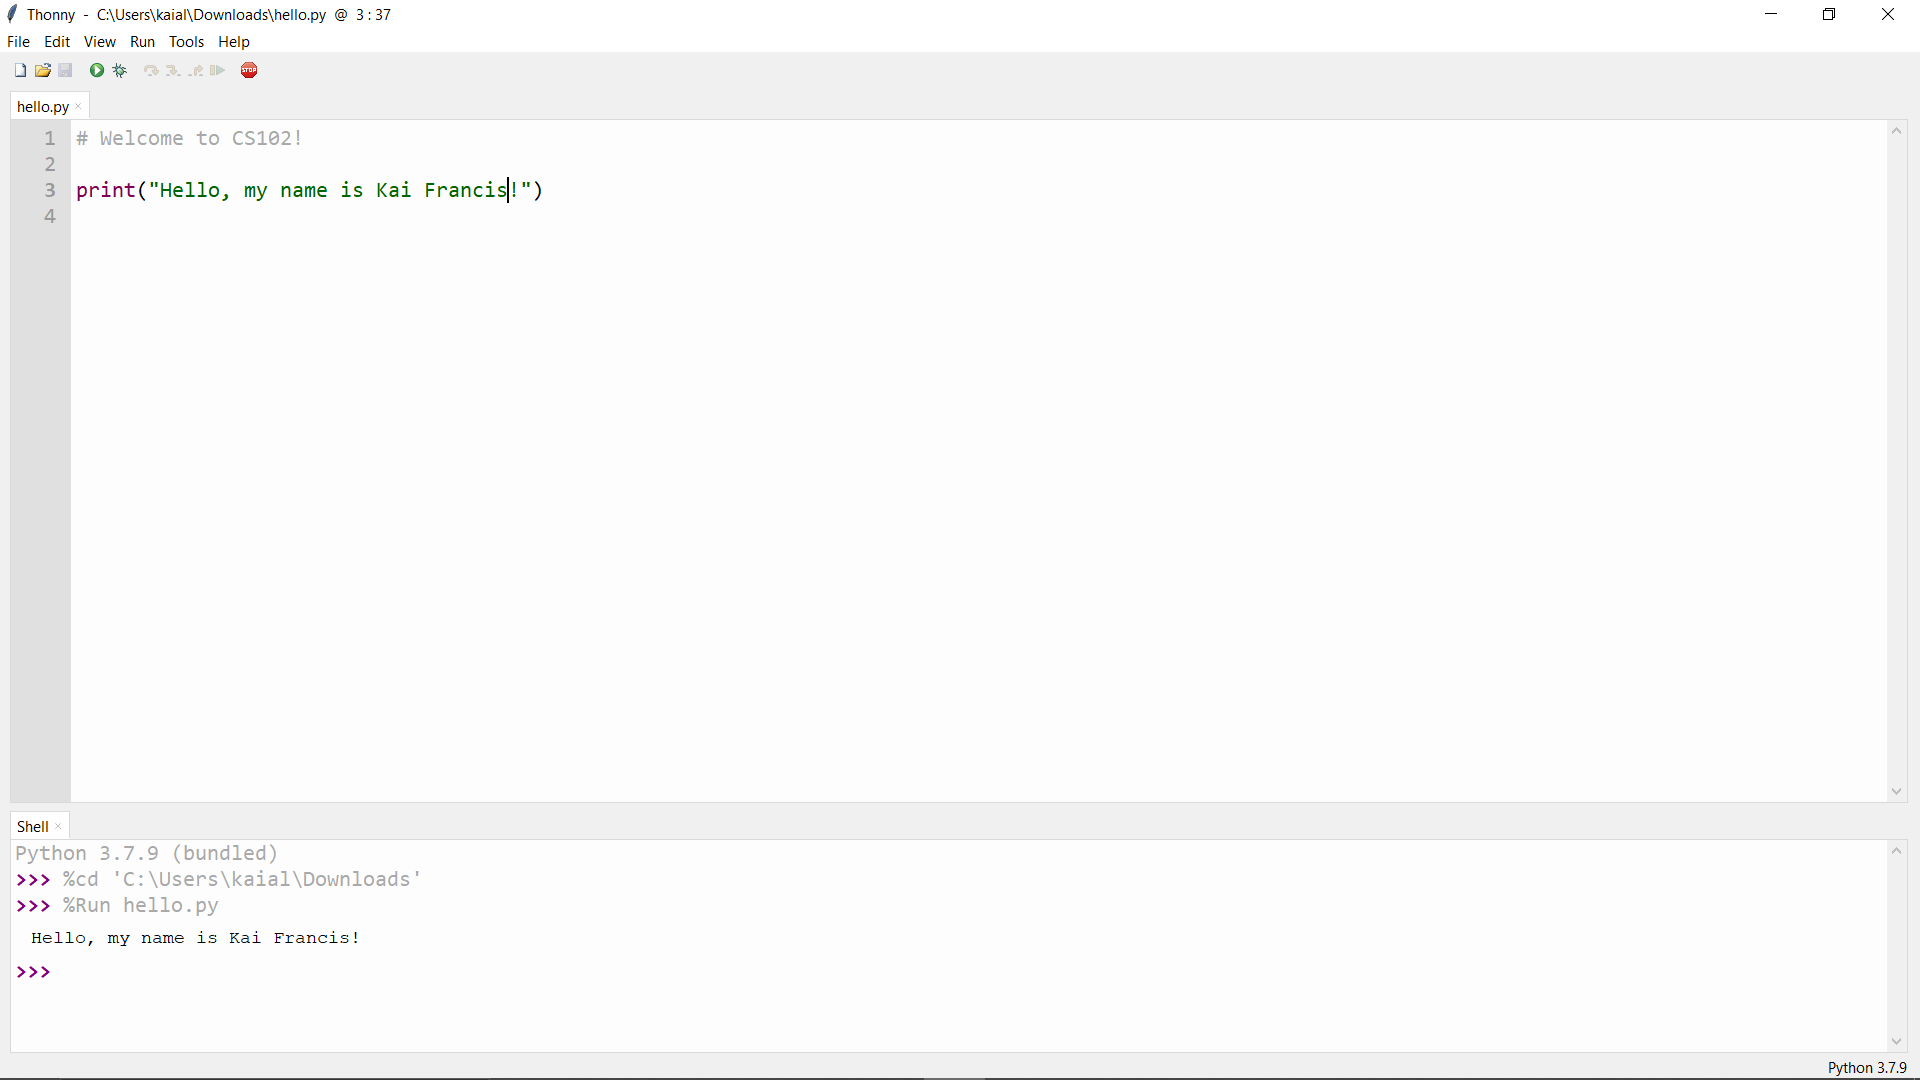 Thonny - C:\Users\kaial\Downloads\hello.py @ 3 : 37
File Edit View Run Tools Help
STOP
hello.py
1 # Welcome to CS102!
2
3 print("Hello, my name is Kai Francis!")
4
Shell
Python 3.7.9 (bundled)
>>> %cd 'C:\Users\kaial\Downloads'
>>> %Run hello.py
Hello, my name is Kai Francis!
>>>
Python 3.7.9